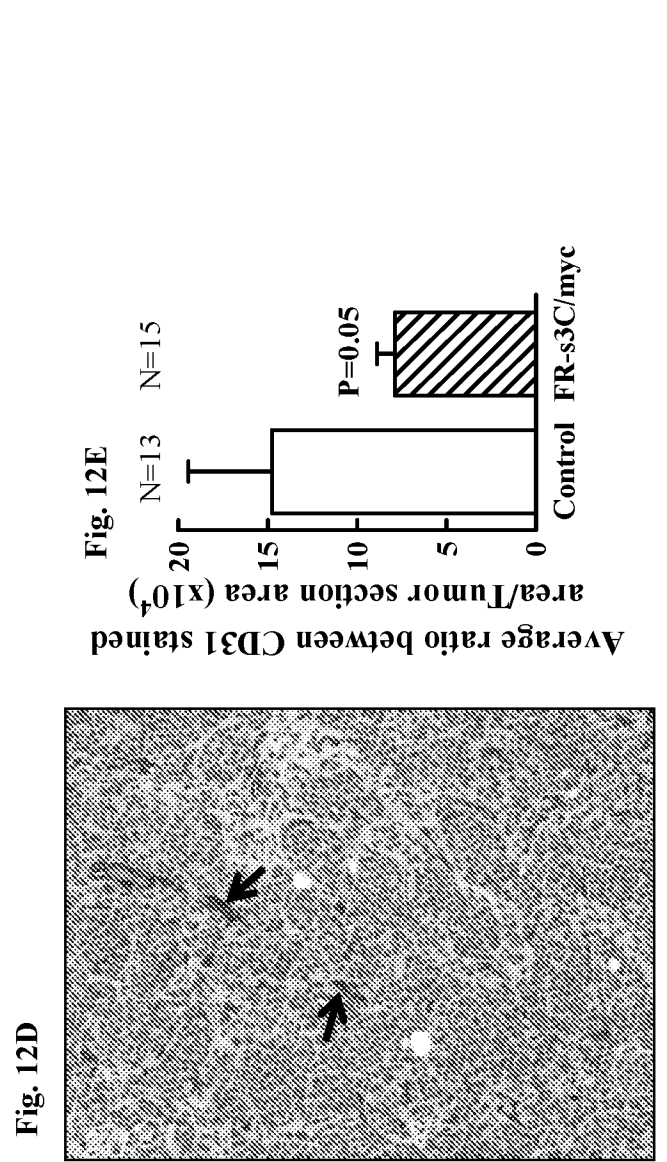 Fig. 12D
Fig. 12E
N=13 N=15
P=0.05
20
15
10
5
0
Average ratio between CD31 stained
area/Tumor section area (x10⁴)
Control FR-s3C/myc